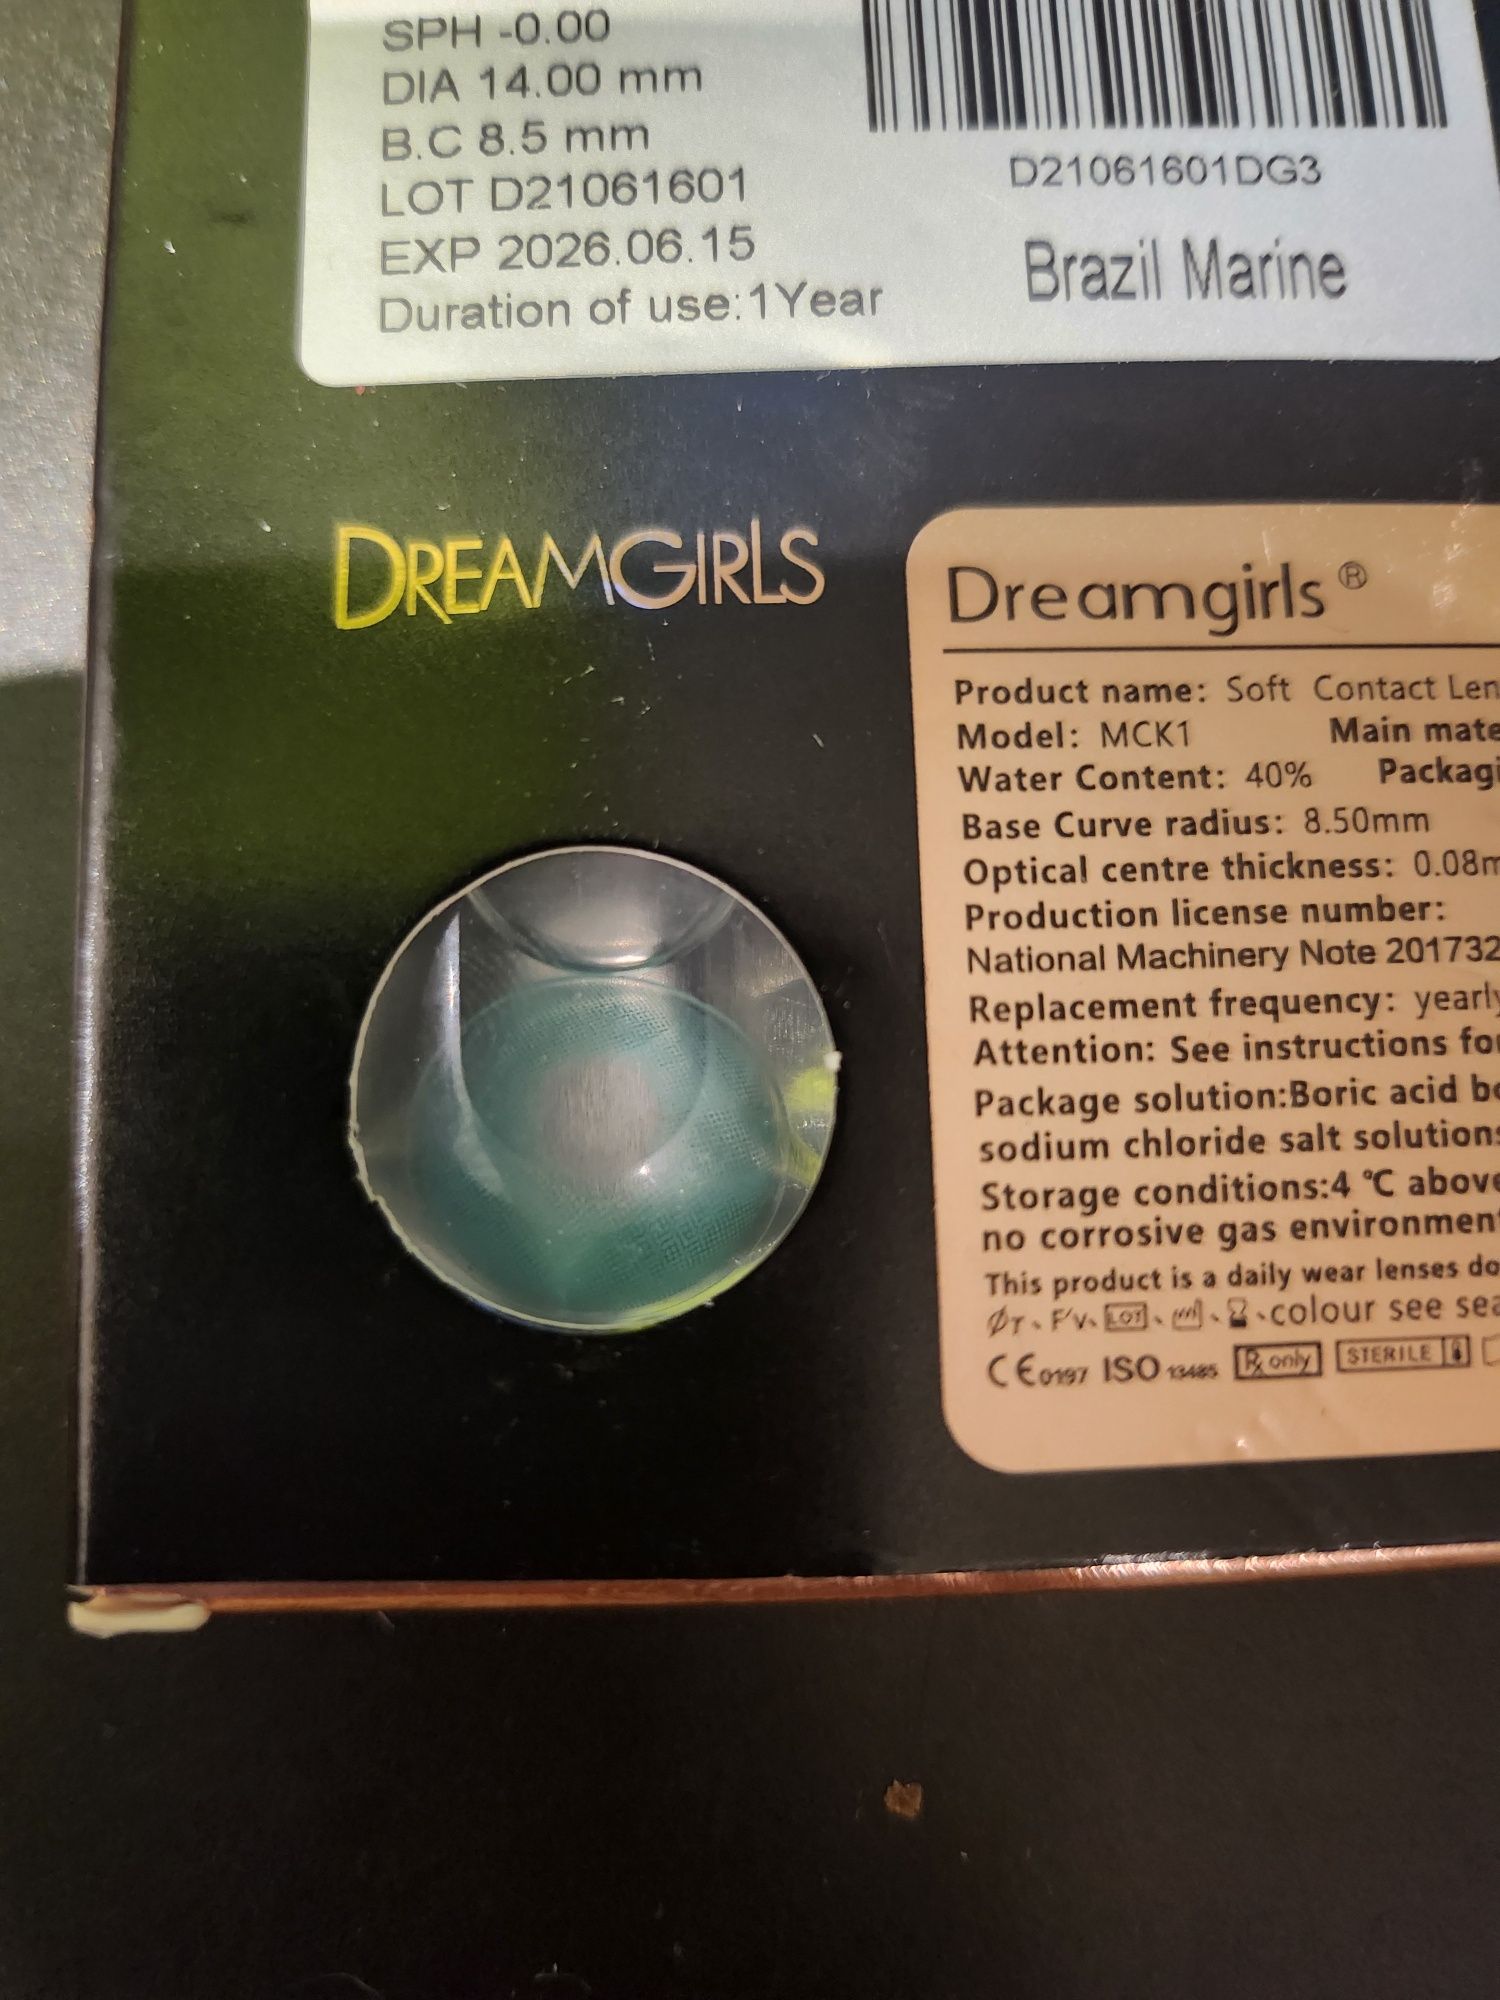 SPH -0.00
DIA 14.00 mm
B.C 8.5 mm
LOT D21061601
EXP 2026.06.15
Duration of use:1Year
D21061601DG3
Brazil Marine
DREAMGIRLS
Dreamgirls ®
Product name: Soft Contact Len
Model: MCK1 Main mate
Water Content: 40% Packagi
Base Curve radius: 8.50mm
Optical centre thickness: 0.08m
Production license number:
National Machinery Note 201732
Replacement frequency: yearly
Attention: See instructions for
Package solution:Boric acid
sodium chloride salt solutions
Storage conditions:4 ℃ above
no corrosive gas environment
This product is a daily wear lenses do
ØT、F'V、LOT、 、 、colour see sea
CE0197 ISO 13485 Rx only STERILE